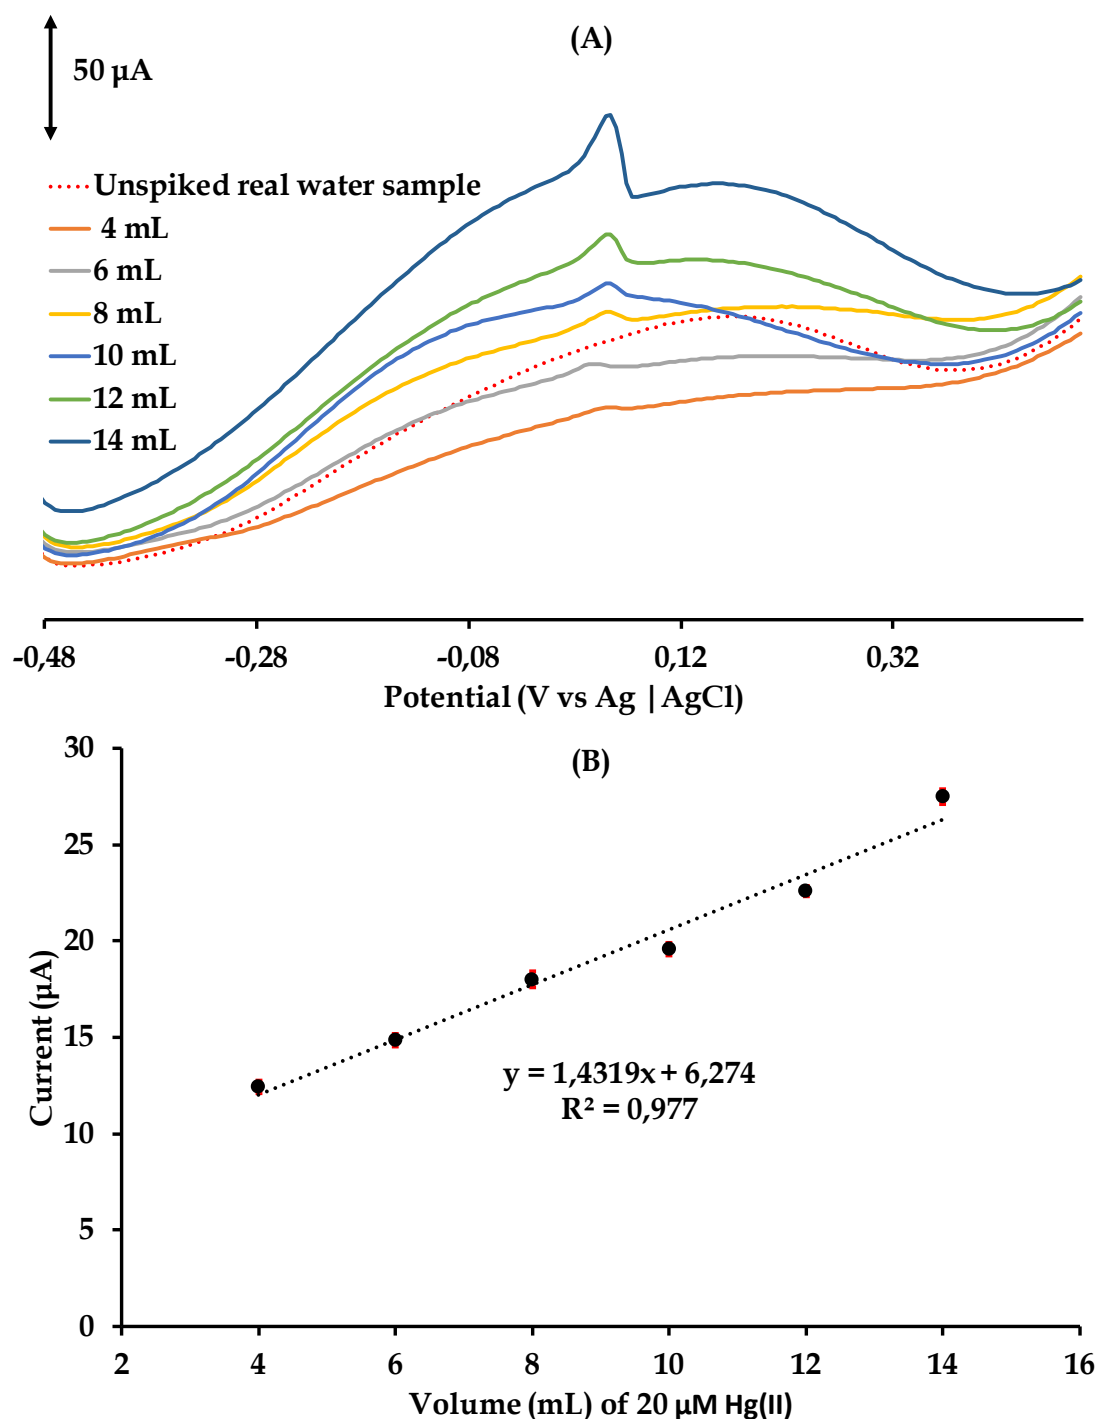 (A)
50 µA
Unspiked real water sample
4 mL
6 mL
8 mL
10 mL
12 mL
14 mL
-0,48 -0,28 -0,08 0,12 0,32
Potential (V vs Ag |AgCl)
(B)
30
25
20
15
10
5
0
Current (µA)
y = 1,4319x + 6,274
R² = 0,977
2 4 6 8 10 12 14 16
Volume (mL) of 20 µM Hg(II)